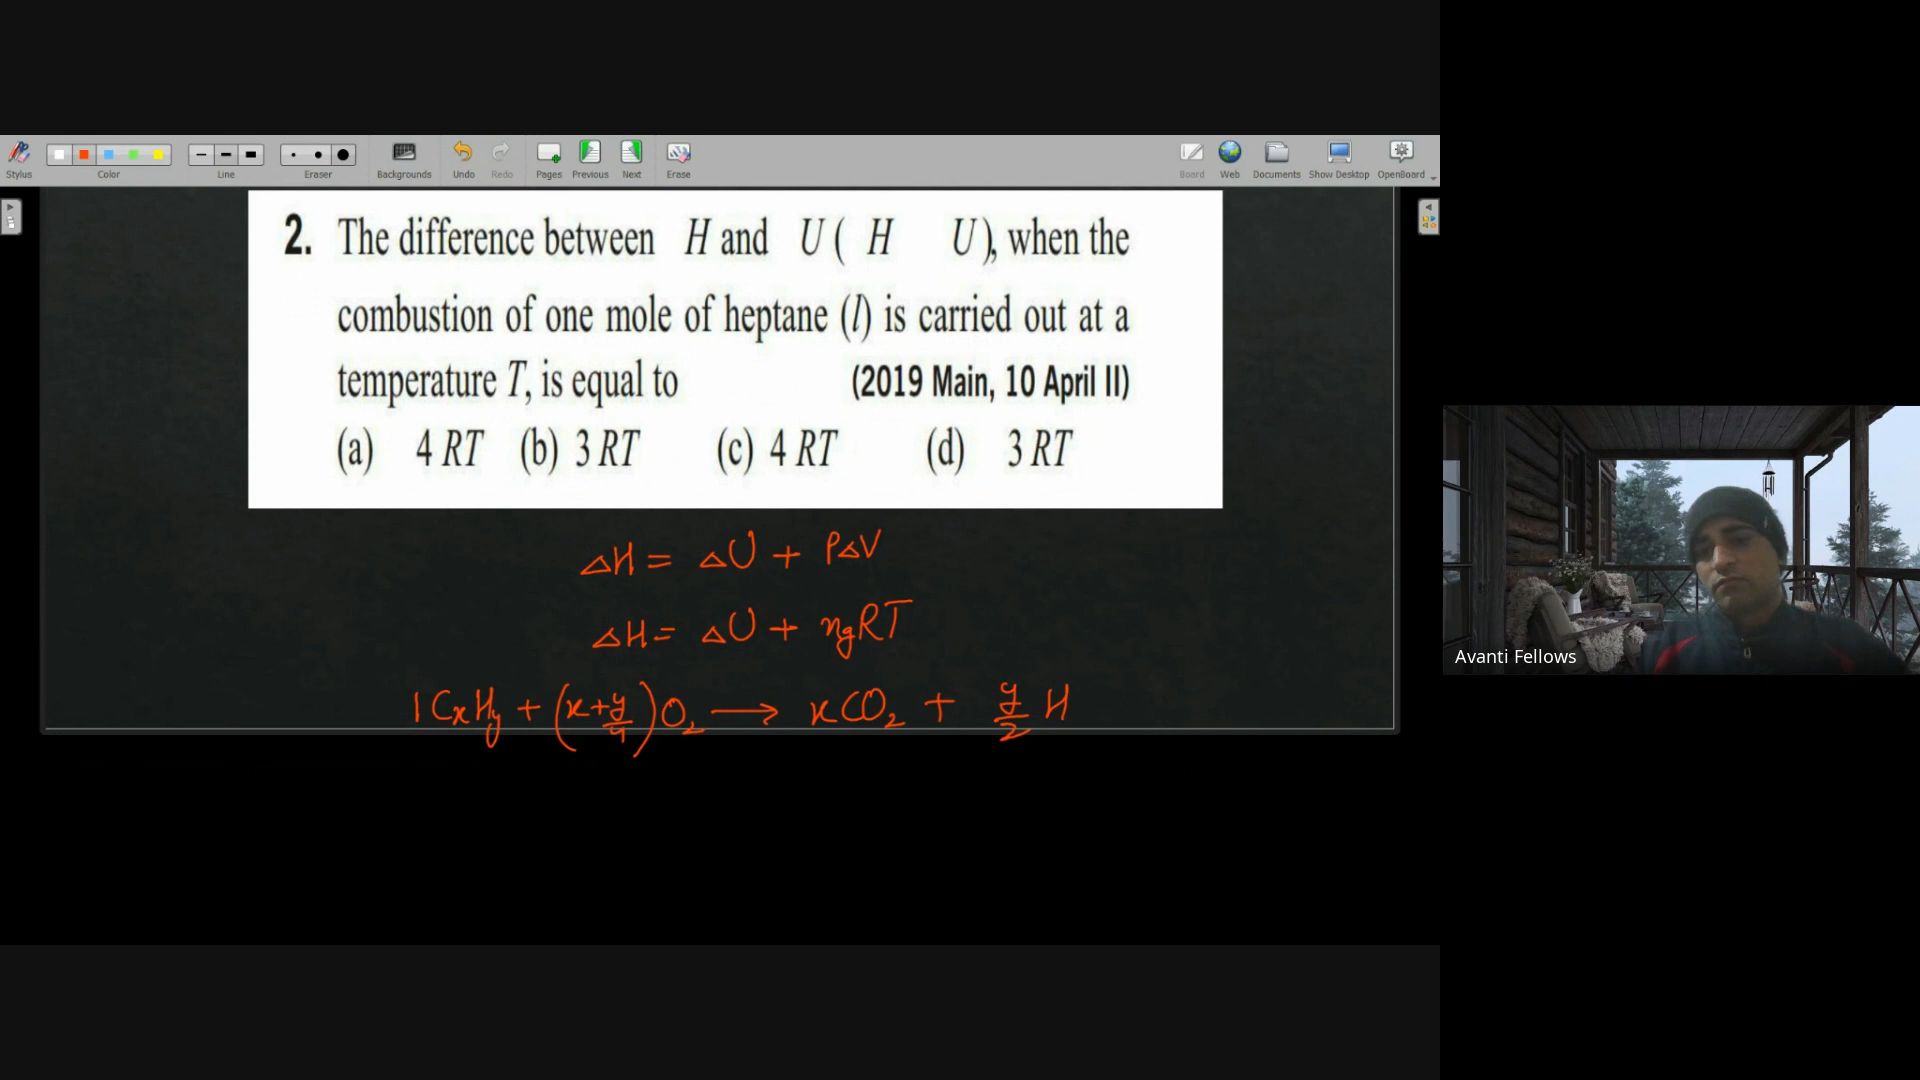 Stylus Color Line Eraser Backgrounds Undo Redo Pages Previous Next Erase Board Web Documents Show Desktop OpenBoard
2. The difference between H and U ( H U ), when the
combustion of one mole of heptane (l) is carried out at a
temperature T, is equal to (2019 Main, 10 April II)
(a) 4 RT (b) 3 RT (c) 4 RT (d) 3 RT
ΔH = ΔU + PΔV
ΔH = ΔU + ngRT
1 CxHy + (x+y/4) O2 → xCO2 + y/2 H
Avanti Fellows